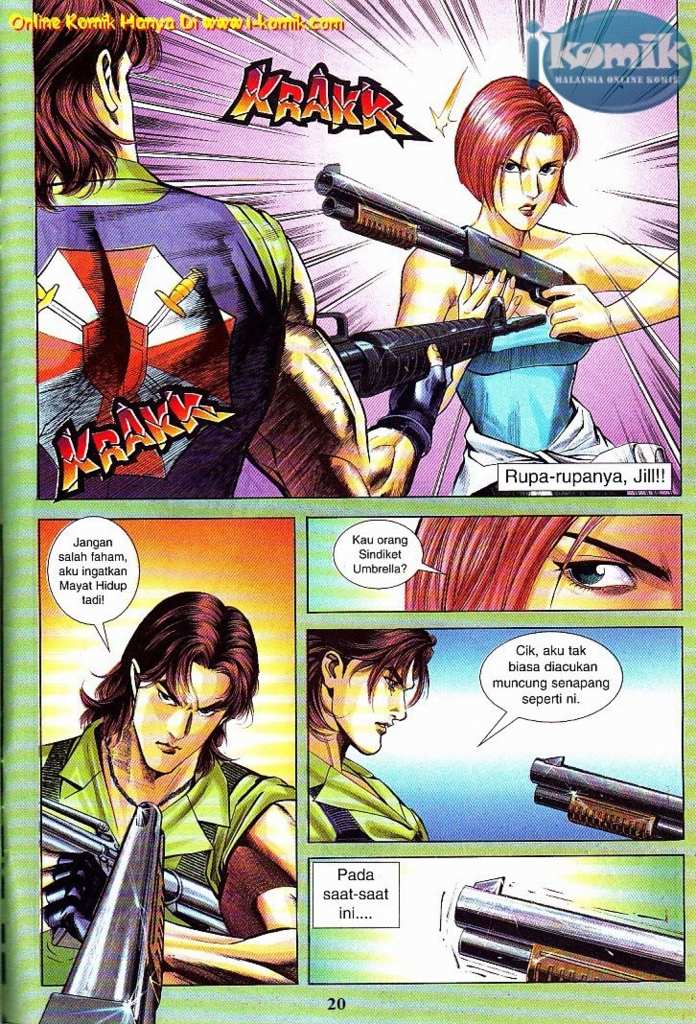 Online Komik Hanya Di www.i-komik.com
ikomik
MALAYSIA ONLINE KOMIK
KRAKK
KRAKK
Rupa-rupanya, Jill!!
Jangan
salah faham,
aku ingatkan
Mayat Hidup
tadi!
Kau orang
Sindiket
Umbrella?
Cik, aku tak
biasa diacukan
muncung senapang
seperti ni.
Pada
saat-saat
ini....
20